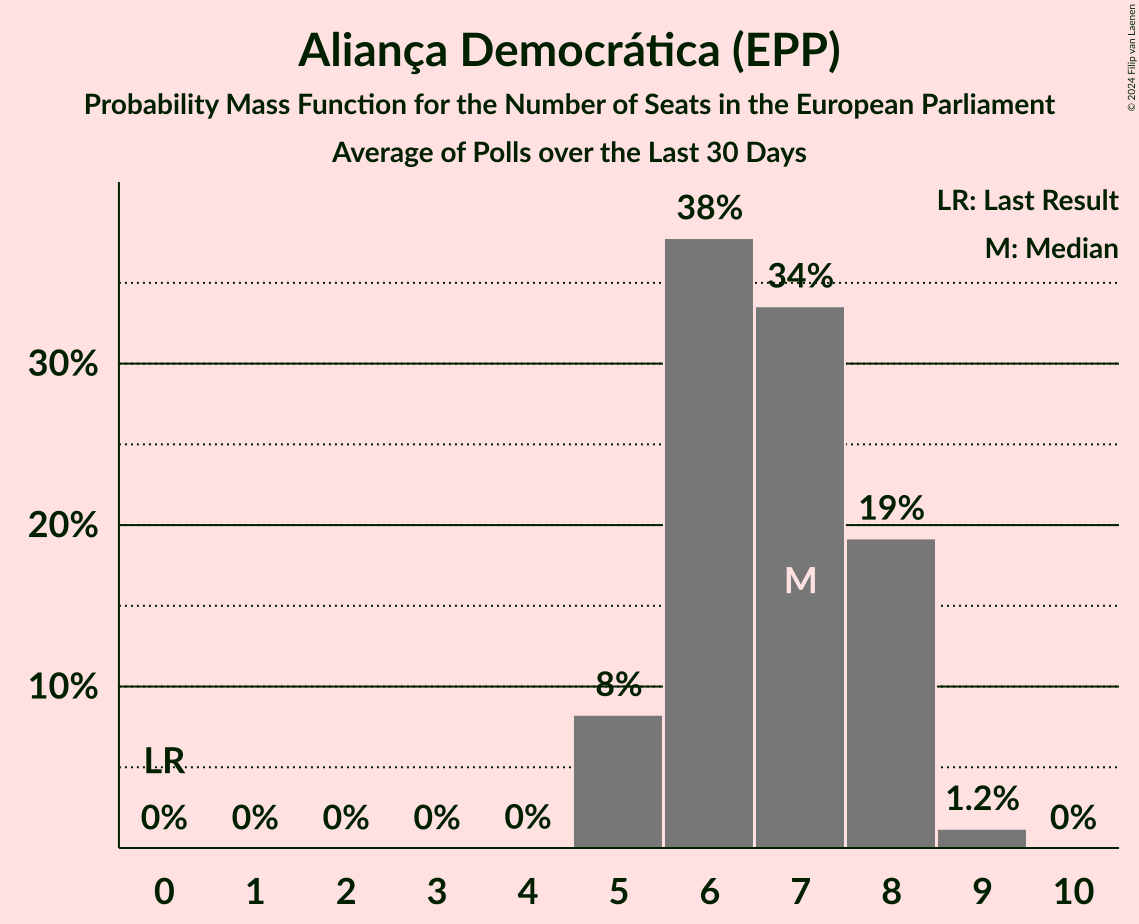 Aliança Democrática (EPP)
Probability Mass Function for the Number of Seats in the European Parliament
Average of Polls over the Last 30 Days
© 2024 Filip van Laenen
LR: Last Result
M: Median
38%
34%
30%
20%
19%
M
10%
8%
LR
1.2%
0% 0% 0% 0% 0% 0%
0 1 2 3 4 5 6 7 8 9 10